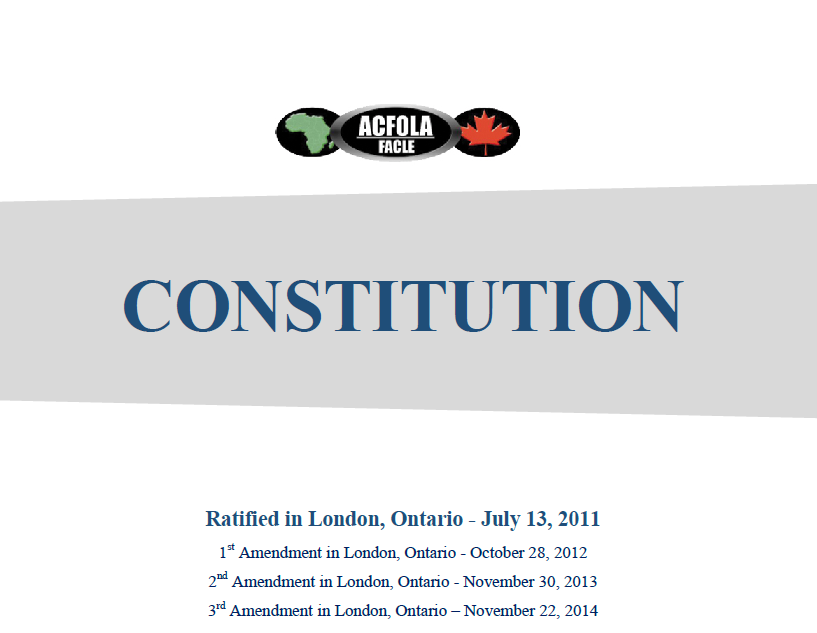 ACFOLA
FACLE
CONSTITUTION
Ratified in London, Ontario - July 13, 2011
1st Amendment in London, Ontario - October 28, 2012
2nd Amendment in London, Ontario - November 30, 2013
3rd Amendment in London, Ontario – November 22, 2014